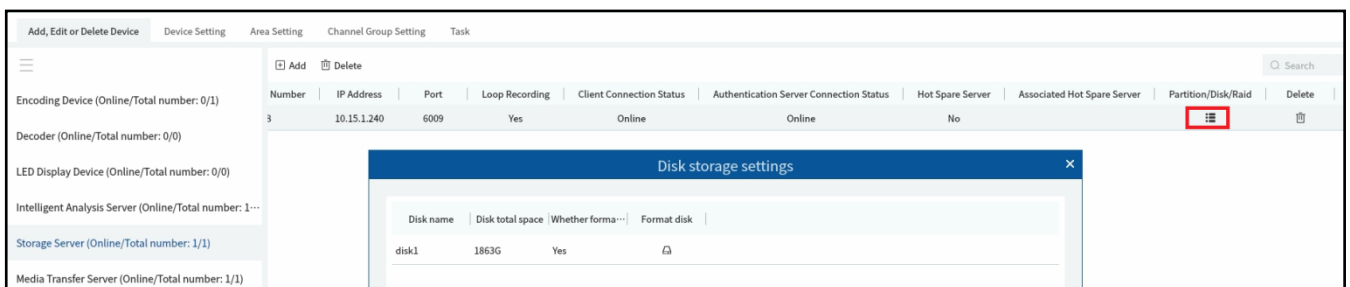 Add, Edit or Delete Device Device Setting Area Setting Channel Group Setting Task
Add Delete Search
Number IP Address Port Loop Recording Client Connection Status Authentication Server Connection Status Hot Spare Server Associated Hot Spare Server Partition/Disk/Raid Delete
10.15.1.240 6009 Yes Online Online No
Encoding Device (Online/Total number: 0/1)
Decoder (Online/Total number: 0/0)
LED Display Device (Online/Total number: 0/0)
Intelligent Analysis Server (Online/Total number: 1···
Storage Server (Online/Total number: 1/1)
Media Transfer Server (Online/Total number: 1/1)
Disk storage settings
Disk name Disk total space Whether forma··· Format disk
disk1 1863G Yes